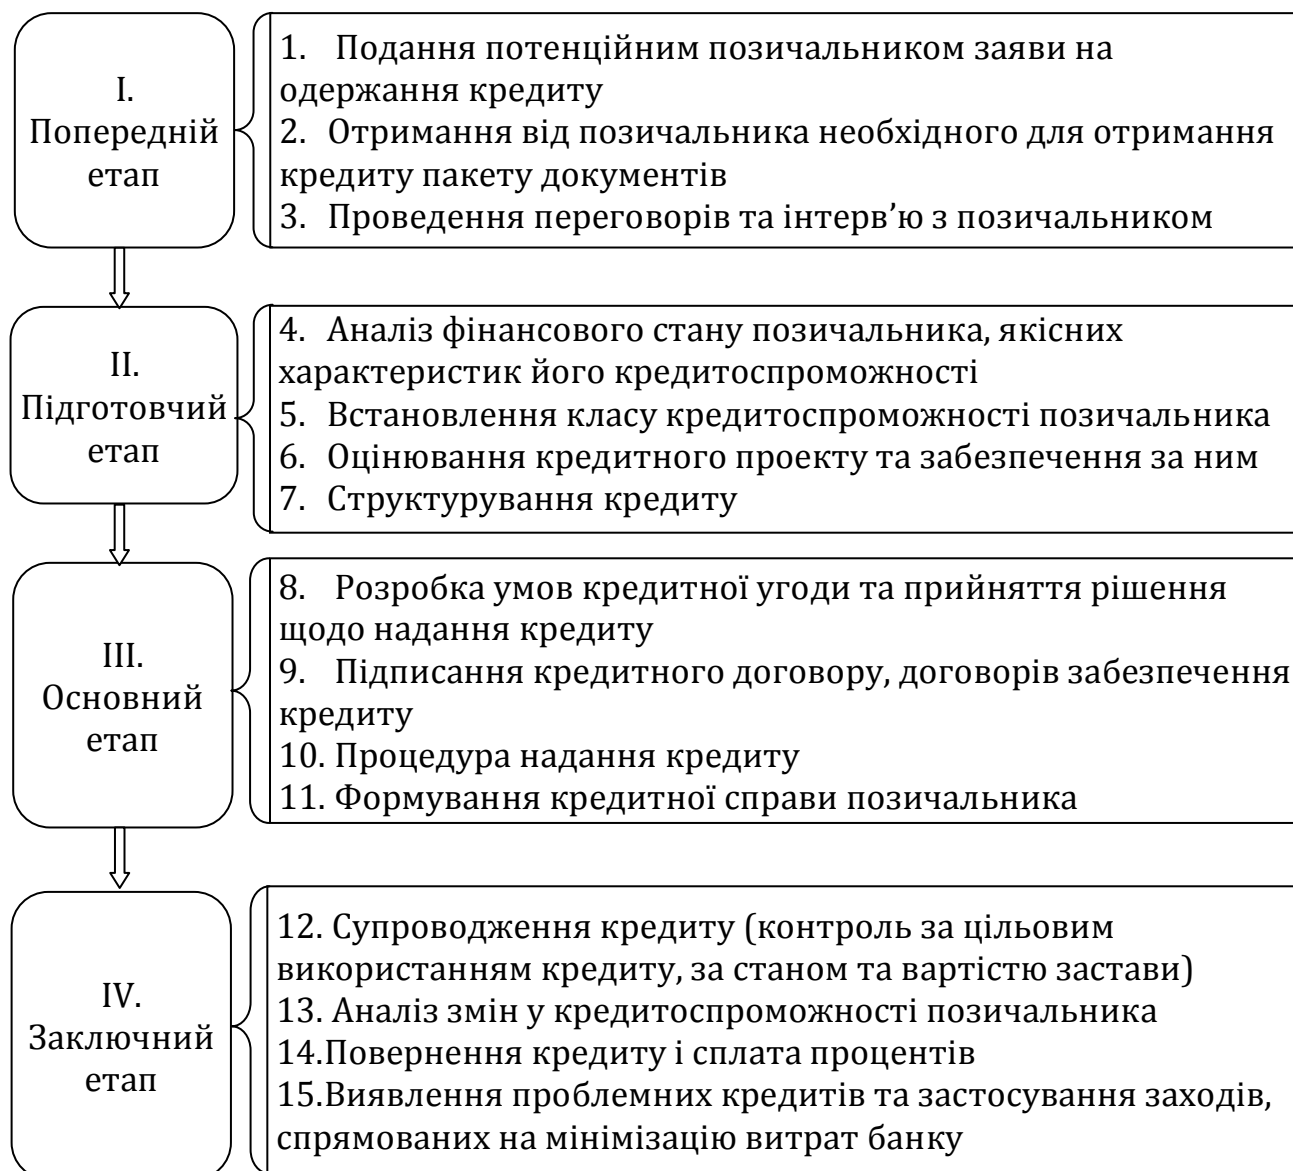 І.
Попередній
етап
1. Подання потенційним позичальником заяви на
одержання кредиту
2. Отримання від позичальника необхідного для отримання
кредиту пакету документів
3. Проведення переговорів та інтерв’ю з позичальником
ІІ.
Підготовчий
етап
4. Аналіз фінансового стану позичальника, якісних
характеристик його кредитоспроможності
5. Встановлення класу кредитоспроможності позичальника
6. Оцінювання кредитного проекту та забезпечення за ним
7. Структурування кредиту
ІІІ.
Основний
етап
8. Розробка умов кредитної угоди та прийняття рішення
щодо надання кредиту
9. Підписання кредитного договору, договорів забезпечення
кредиту
10. Процедура надання кредиту
11. Формування кредитної справи позичальника
IV.
Заключний
етап
12. Супроводження кредиту (контроль за цільовим
використанням кредиту, за станом та вартістю застави)
13. Аналіз змін у кредитоспроможності позичальника
14.Повернення кредиту і сплата процентів
15.Виявлення проблемних кредитів та застосування заходів,
спрямованих на мінімізацію витрат банку